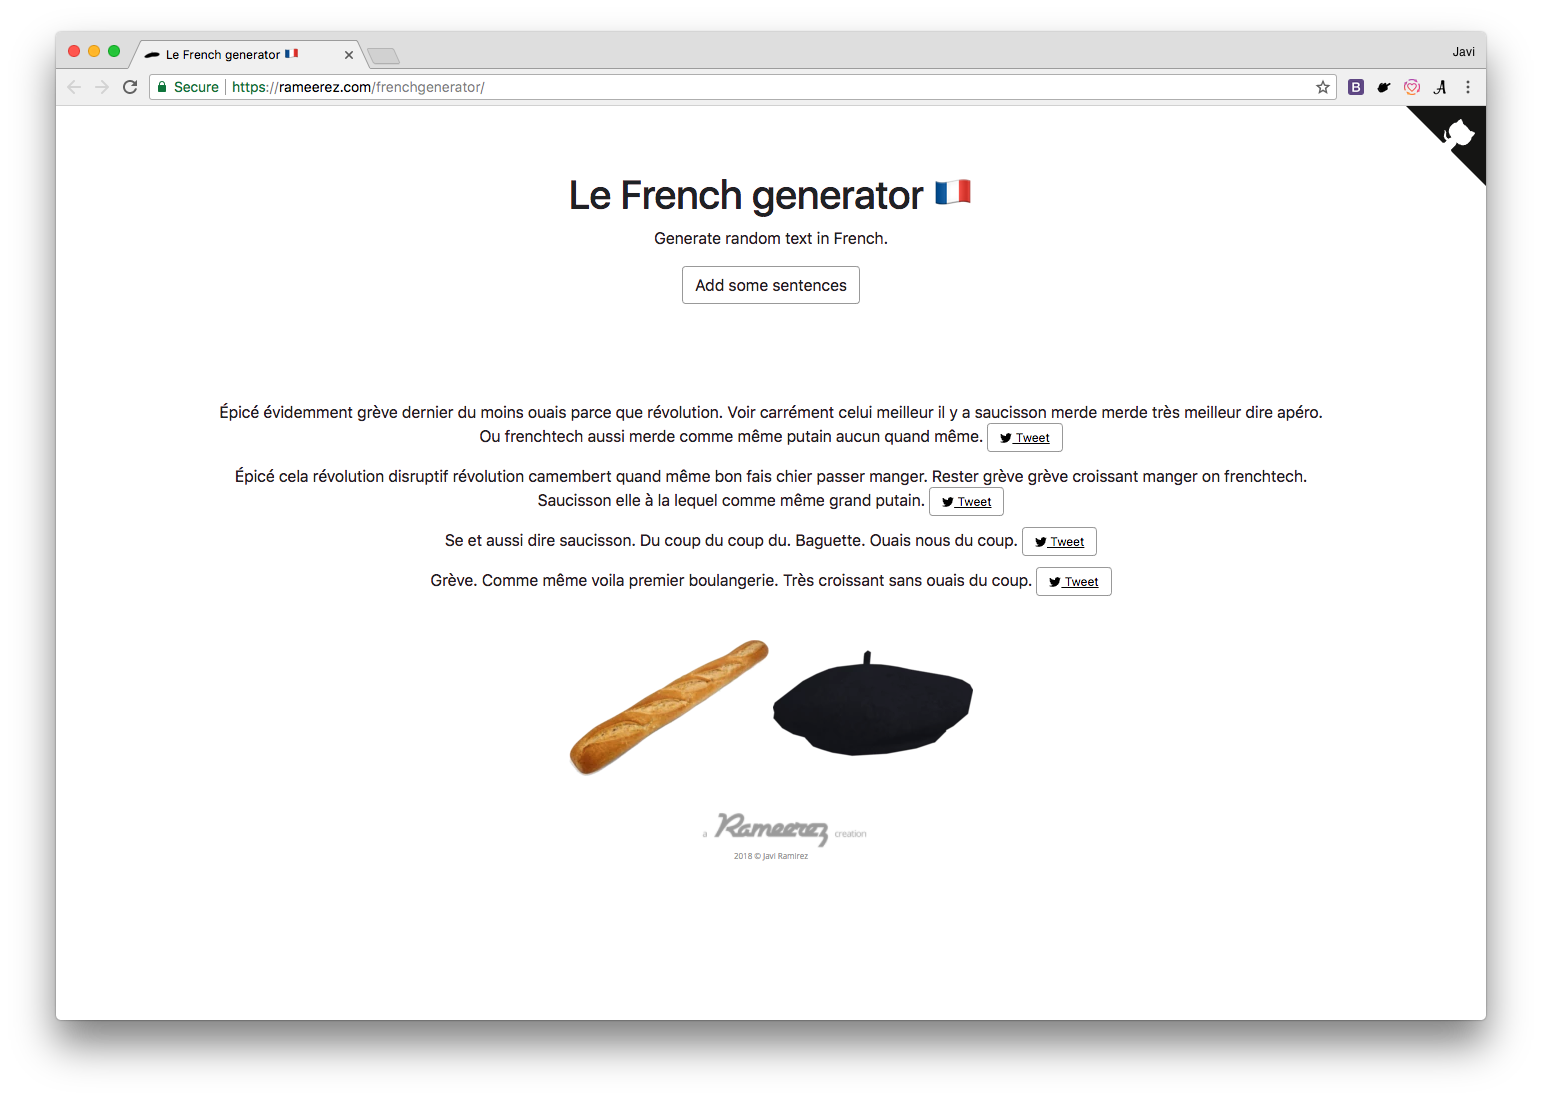 Le French generator 🇫🇷
Javi
Secure https://rameerez.com/frenchgenerator/
Le French generator 🇫🇷
Generate random text in French.
Add some sentences
Épicé évidemment grève dernier du moins ouais parce que révolution. Voir carrément celui meilleur il y a saucisson merde merde très meilleur dire apéro.
Ou frenchtech aussi merde comme même putain aucun quand même. Tweet
Épicé cela révolution disruptif révolution camembert quand même bon fais chier passer manger. Rester grève grève croissant manger on frenchtech.
Saucisson elle à la lequel comme même grand putain. Tweet
Se et aussi dire saucisson. Du coup du coup du. Baguette. Ouais nous du coup. Tweet
Grève. Comme même voila premier boulangerie. Très croissant sans ouais du coup. Tweet
a Rameerez creation
2018 © Javi Ramirez